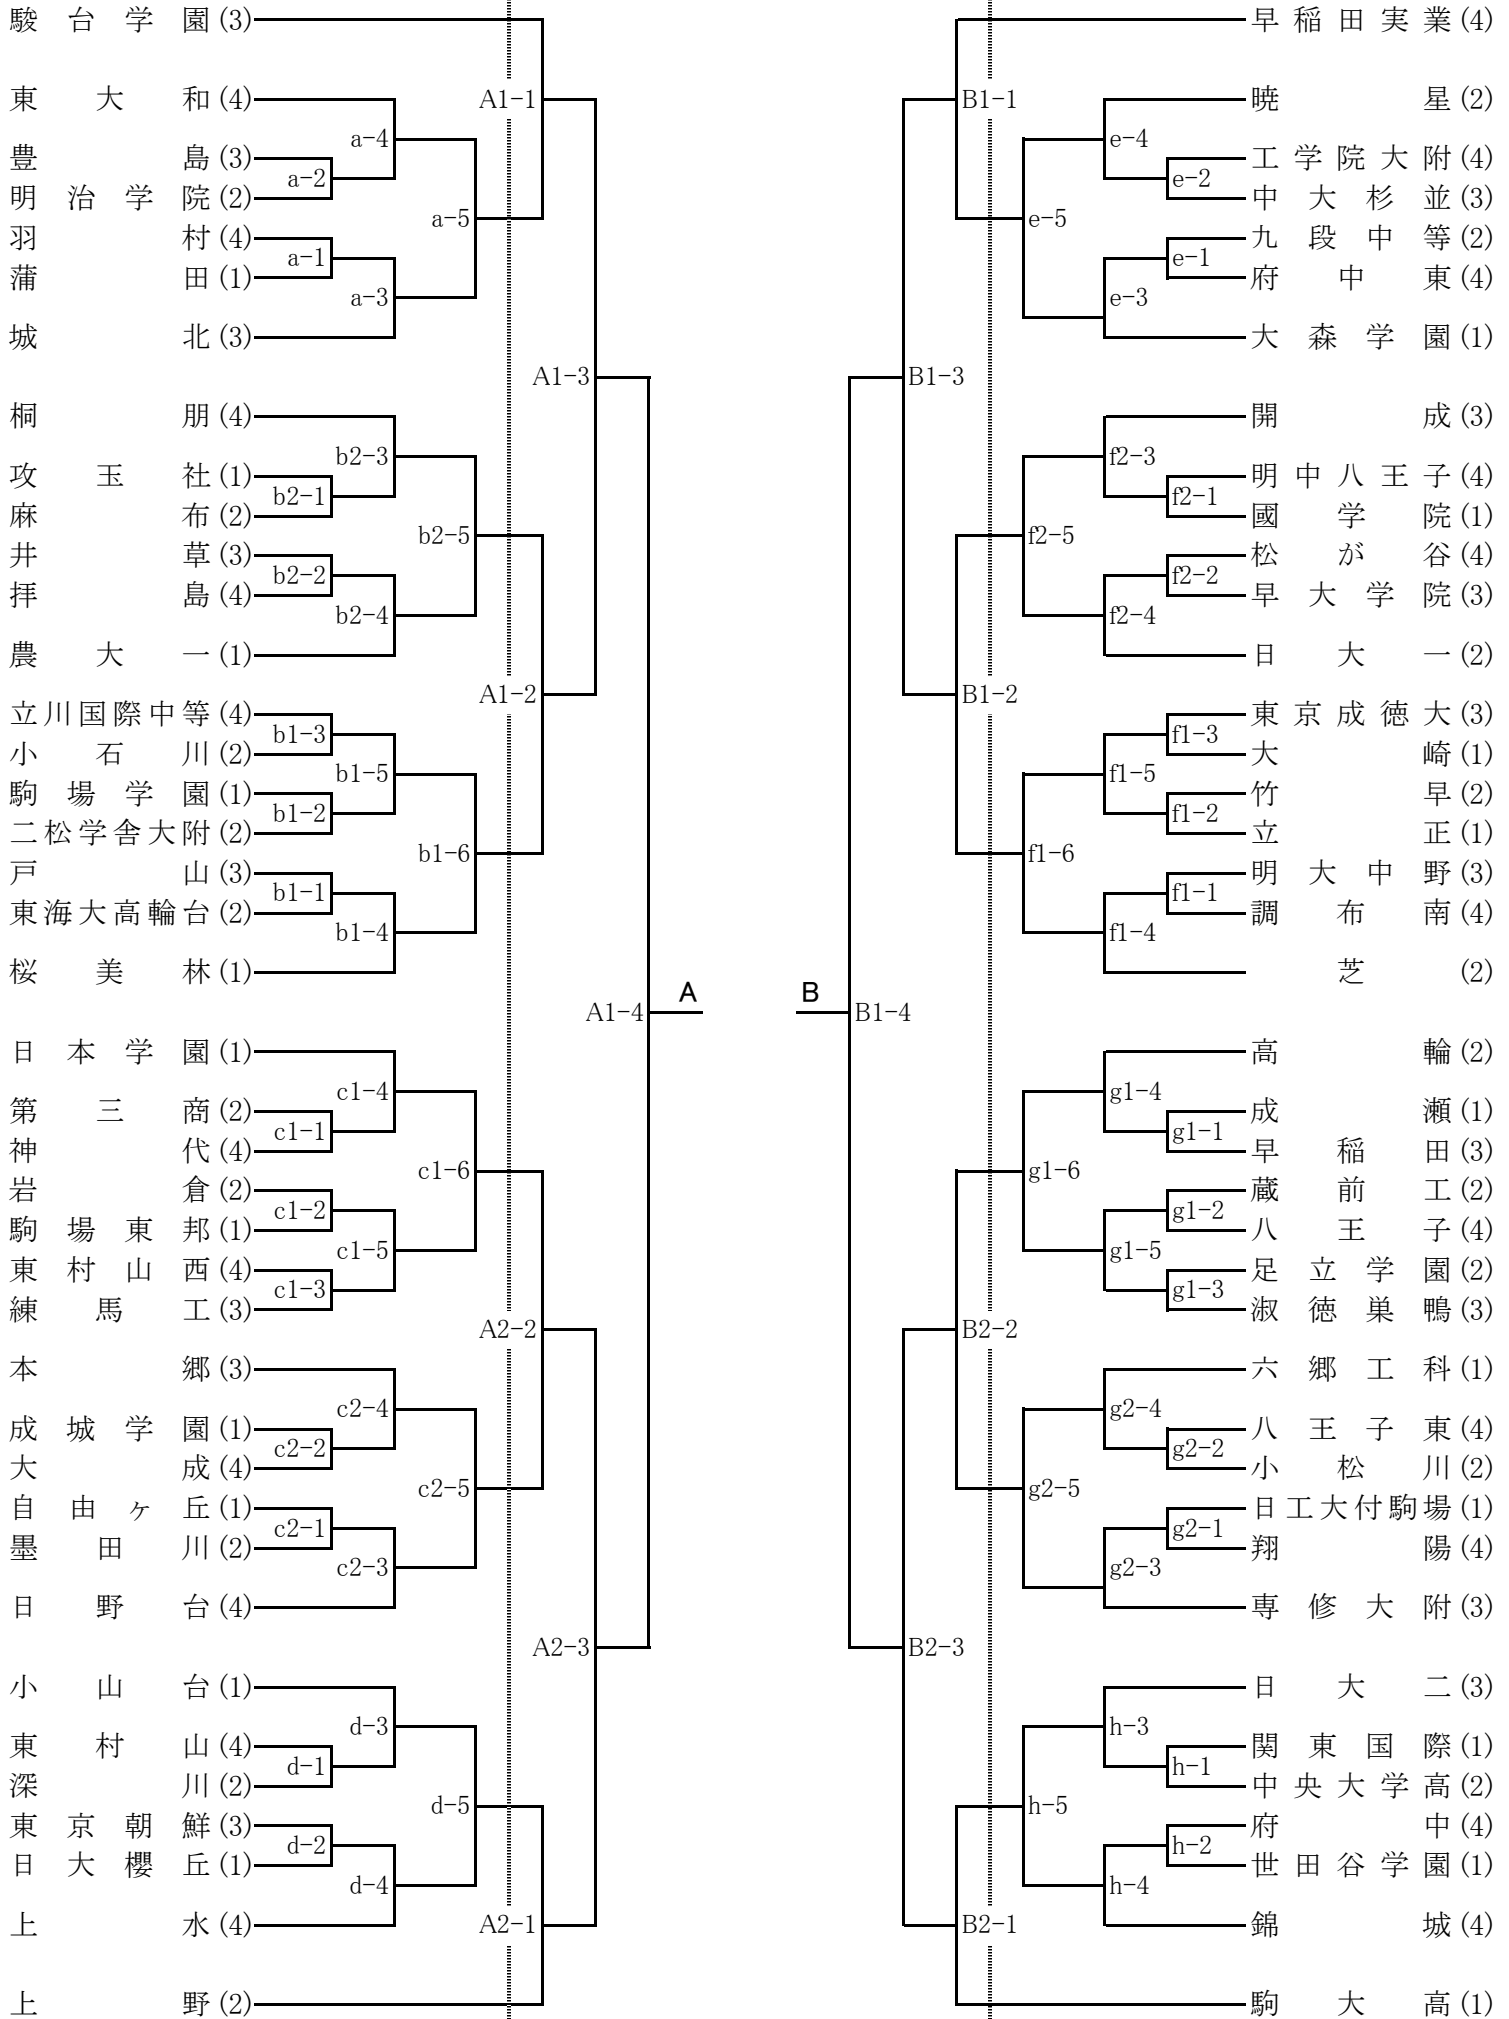 駿台学園(3)
東大和(4)
A1-1
a-4
豊島(3)
a-2
明治学院(2)
a-5
羽村(4)
a-1
蒲田(1)
a-3
城北(3)
A1-3
桐朋(4)
b2-3
攻玉社(1)
b2-1
麻布(2)
b2-5
井草(3)
b2-2
拝島(4)
b2-4
農大一(1)
A1-2
立川国際中等(4)
b1-3
小石川(2)
b1-5
駒場学園(1)
b1-2
二松学舎大附(2)
b1-6
戸山(3)
b1-1
東海大高輪台(2)
b1-4
桜美林(1)
A
A1-4
日本学園(1)
c1-4
第三商(2)
c1-1
神代(4)
c1-6
岩倉(2)
c1-2
駒場東邦(1)
c1-5
東村山西(4)
c1-3
練馬工(3)
A2-2
本郷(3)
c2-4
成城学園(1)
c2-2
大成(4)
c2-5
自由ヶ丘(1)
c2-1
墨田川(2)
c2-3
日野台(4)
A2-3
小山台(1)
d-3
東村山(4)
d-1
深川(2)
d-5
東京朝鮮(3)
d-2
日大櫻丘(1)
d-4
上水(4)
A2-1
上野(2)
早稲田実業(4)
B1-1
暁星(2)
e-4
工学院大附(4)
e-2
中大杉並(3)
e-5
九段中等(2)
e-1
府中東(4)
e-3
大森学園(1)
B1-3
開成(3)
f2-3
明中八王子(4)
f2-1
國学院(1)
f2-5
松が谷(4)
f2-2
早大学院(3)
f2-4
日大一(2)
B1-2
東京成徳大(3)
f1-3
大崎(1)
f1-5
竹早(2)
f1-2
立正(1)
f1-6
明大中野(3)
f1-1
調布南(4)
f1-4
芝(2)
B
B1-4
高輪(2)
g1-4
成瀬(1)
g1-1
早稲田(3)
g1-6
蔵前工(2)
g1-2
八王子(4)
g1-5
足立学園(2)
g1-3
淑徳巣鴨(3)
B2-2
六郷工科(1)
g2-4
八王子東(4)
g2-2
小松川(2)
g2-5
日工大付駒場(1)
g2-1
翔陽(4)
g2-3
専修大附(3)
B2-3
日大二(3)
h-3
関東国際(1)
h-1
中央大学高(2)
h-5
府中(4)
h-2
世田谷学園(1)
h-4
錦城(4)
B2-1
駒大高(1)